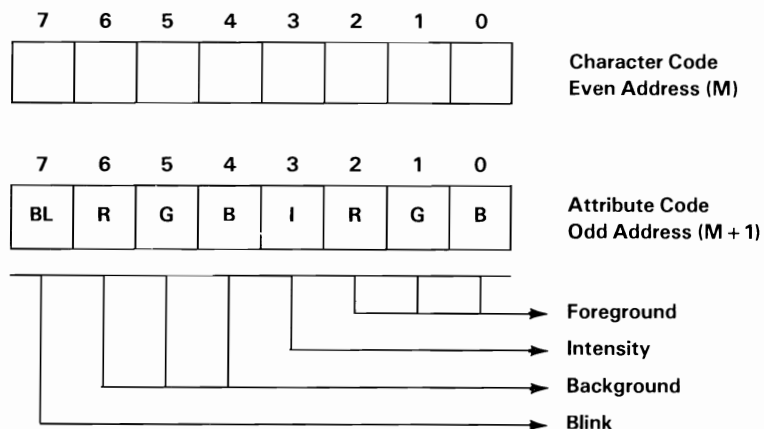 7 6 5 4 3 2 1 0
Character Code
Even Address (M)
7 6 5 4 3 2 1 0
BL R G B I R G B
Attribute Code
Odd Address (M + 1)
Foreground
Intensity
Background
Blink